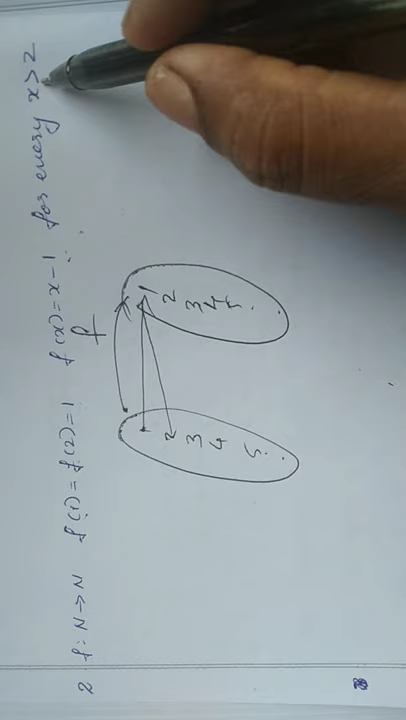 2 f: N→N f(1)=f(2)=1 f(x)=x-1 for every x>2
f
1 2 3 4 5 . .
1 2 3 4 5 . .